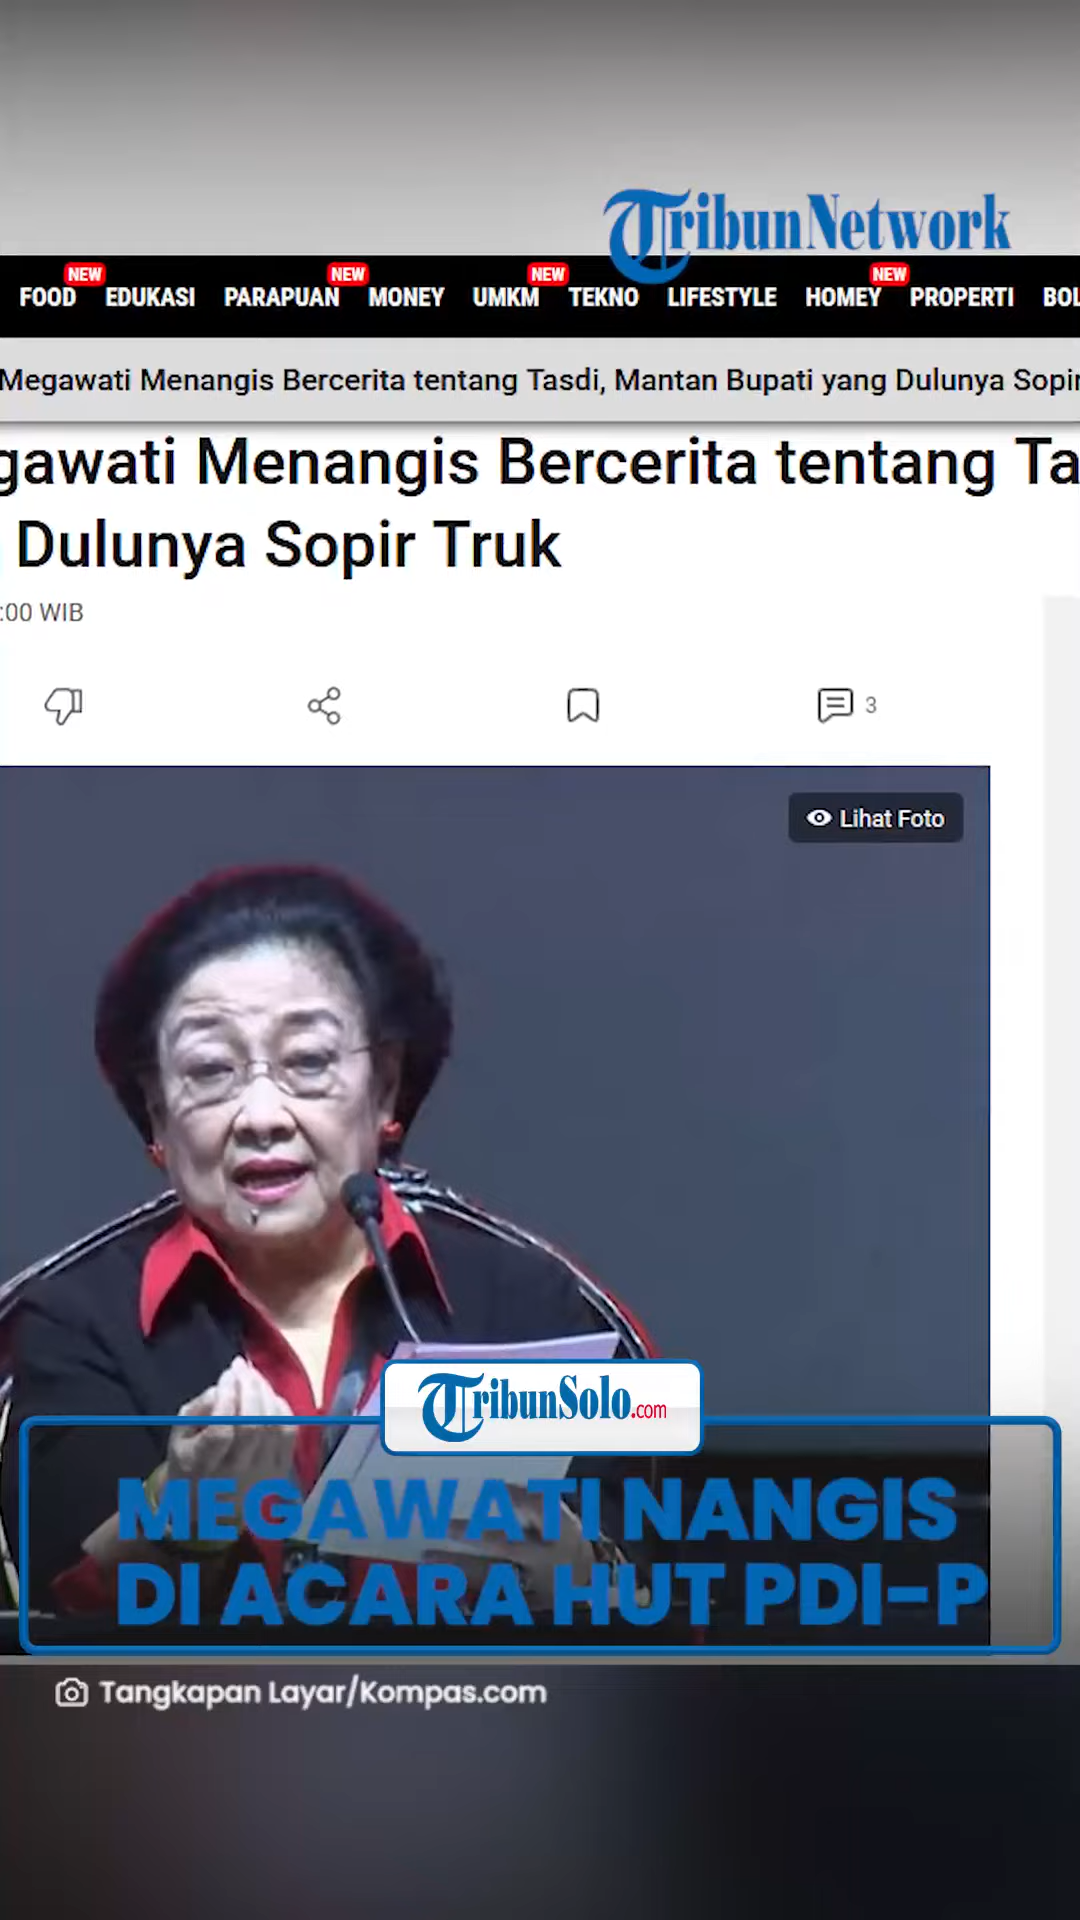 TribunNetwork
NEW NEW NEW NEW
FOOD EDUKASI PARAPUAN MONEY UMKM TEKNO LIFESTYLE HOMEY PROPERTI BOL
Megawati Menangis Bercerita tentang Tasdi, Mantan Bupati yang Dulunya Sopir
gawati Menangis Bercerita tentang Ta
Dulunya Sopir Truk
:00 WIB
3
Lihat Foto
TribunSolo.com
MEGAWATI NANGIS
DI ACARA HUT PDI-P
Tangkapan Layar/Kompas.com